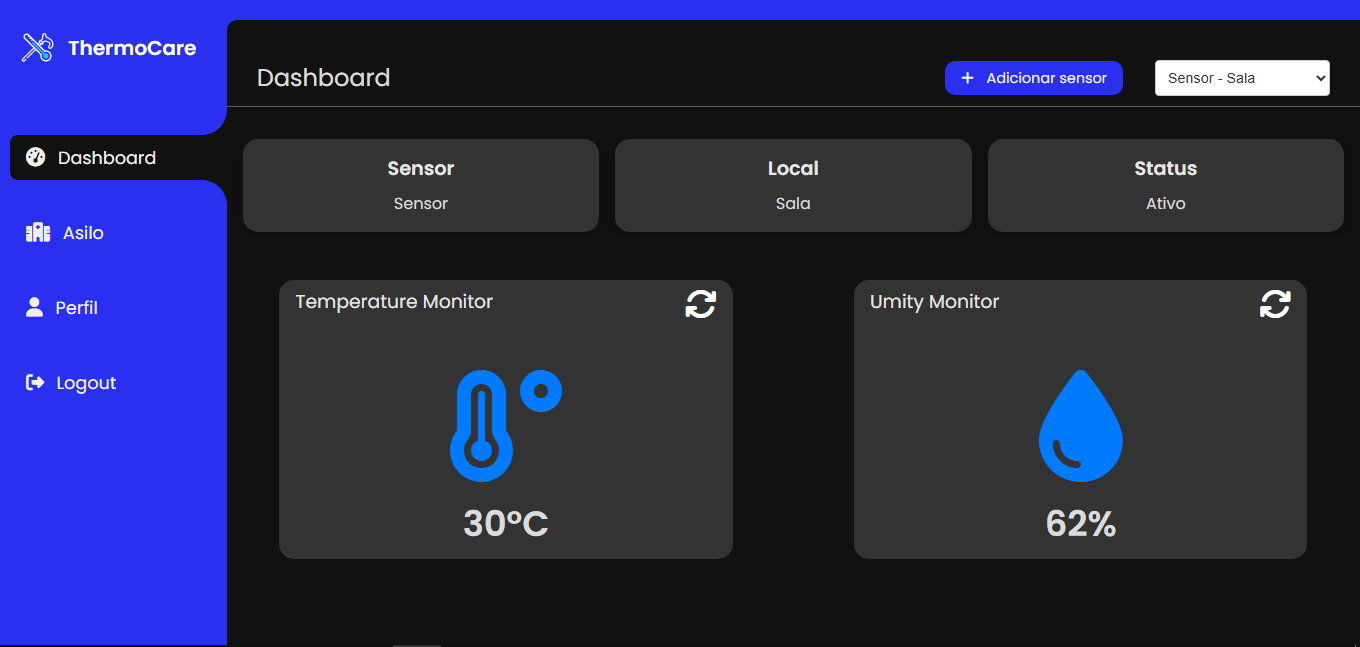 ThermoCare
Dashboard
Adicionar sensor
Sensor - Sala
Dashboard
Asilo
Perfil
Logout
Sensor
Sensor
Local
Sala
Status
Ativo
Temperature Monitor
30°C
Umity Monitor
62%